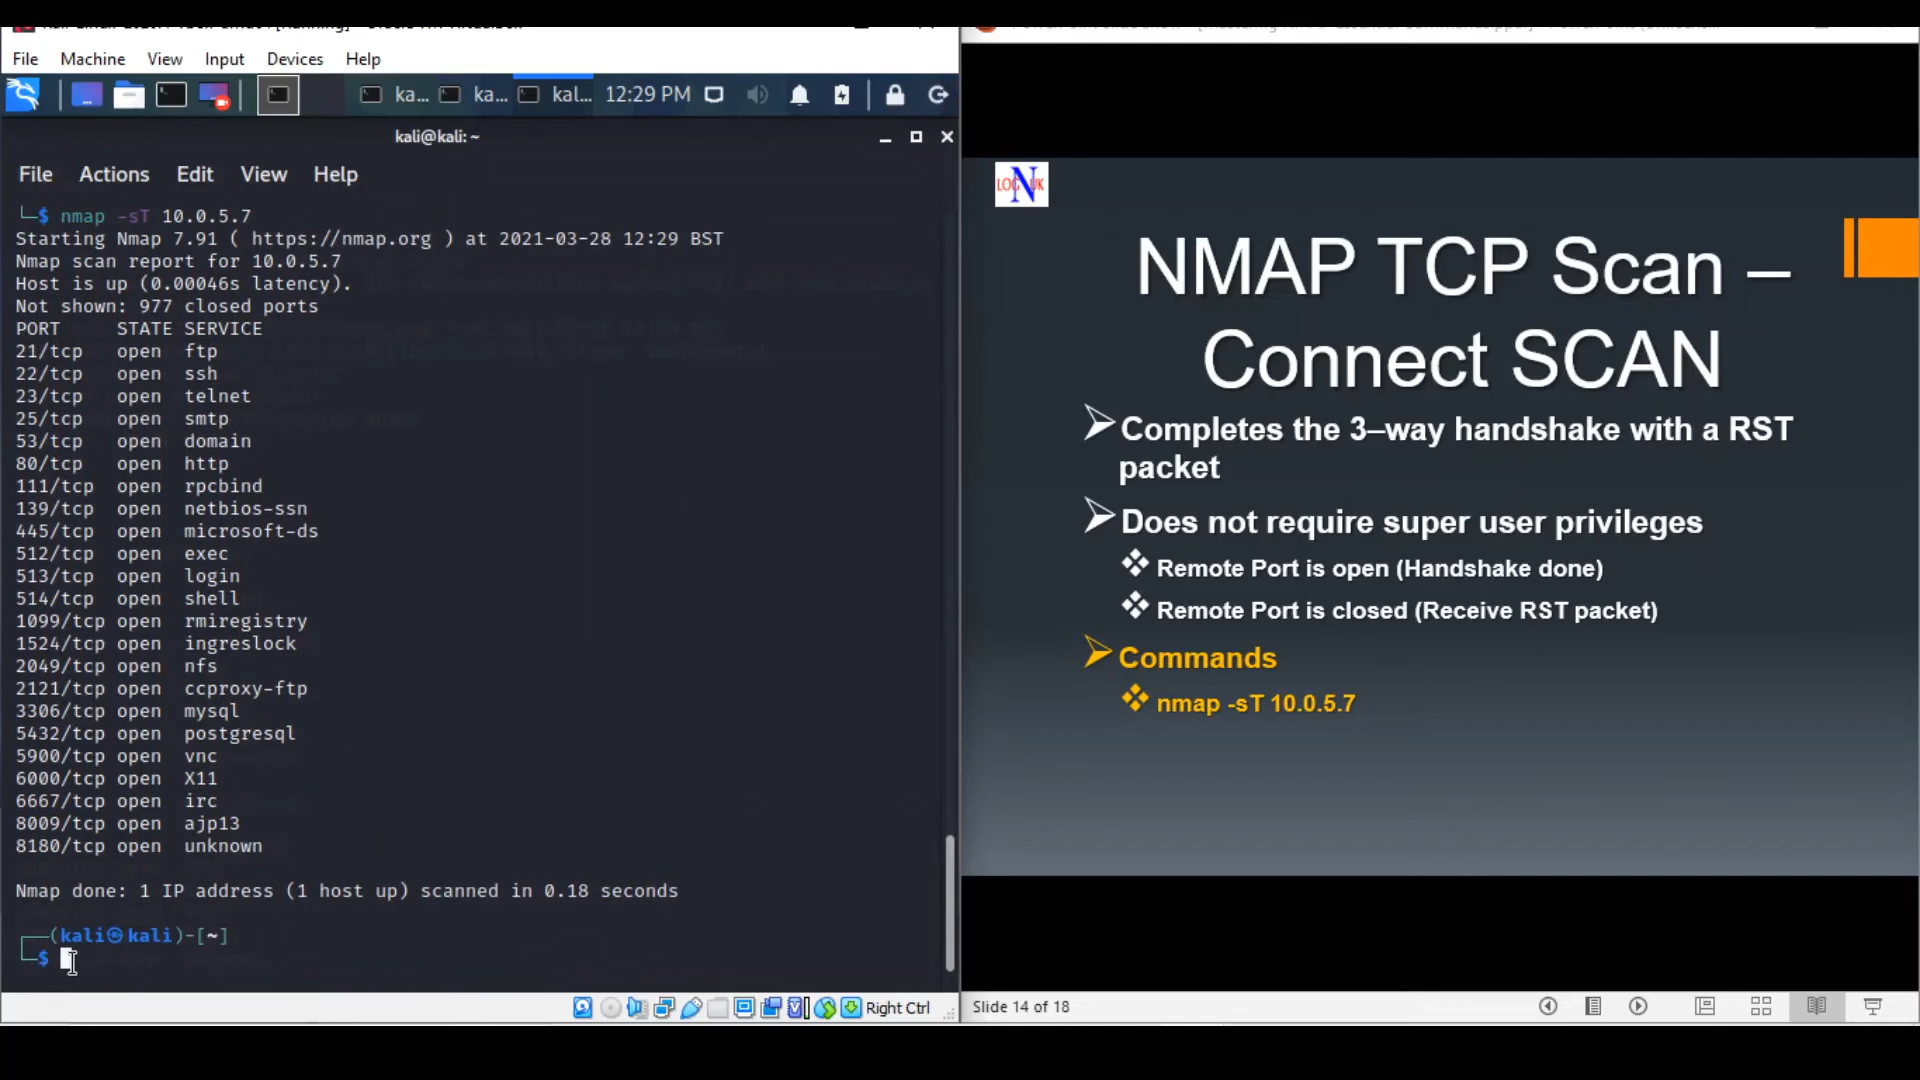 File Machine View Input Devices Help
ka... ka... kal... 12:29 PM
kali@kali: ~
File Actions Edit View Help
└─$ nmap -sT 10.0.5.7
Starting Nmap 7.91 ( https://nmap.org ) at 2021-03-28 12:29 BST
Nmap scan report for 10.0.5.7
Host is up (0.00046s latency).
Not shown: 977 closed ports
PORT STATE SERVICE
21/tcp open ftp
22/tcp open ssh
23/tcp open telnet
25/tcp open smtp
53/tcp open domain
80/tcp open http
111/tcp open rpcbind
139/tcp open netbios-ssn
445/tcp open microsoft-ds
512/tcp open exec
513/tcp open login
514/tcp open shell
1099/tcp open rmiregistry
1524/tcp open ingreslock
2049/tcp open nfs
2121/tcp open ccproxy-ftp
3306/tcp open mysql
5432/tcp open postgresql
5900/tcp open vnc
6000/tcp open X11
6667/tcp open irc
8009/tcp open ajp13
8180/tcp open unknown
Nmap done: 1 IP address (1 host up) scanned in 0.18 seconds
┌──(kali㉿kali)-[~]
└─$
Right Ctrl
NMAP TCP Scan –
Connect SCAN
Completes the 3–way handshake with a RST
packet
Does not require super user privileges
Remote Port is open (Handshake done)
Remote Port is closed (Receive RST packet)
Commands
nmap -sT 10.0.5.7
Slide 14 of 18